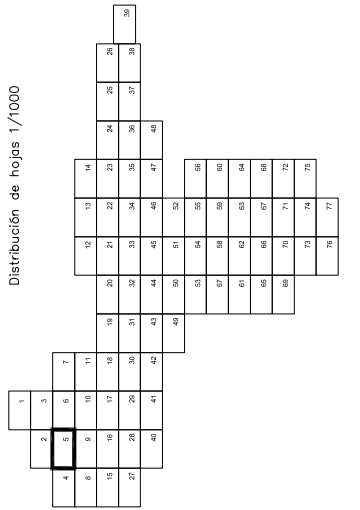 Distribución de hojas 1/1000
1
2 3
4 5 6 7
8 9 10 11 12 13 14
15 16 17 18 19 20 21 22 23 24 25 26
27 28 29 30 31 32 33 34 35 36 37 38 39
40 41 42 43 44 45 46 47 48
49 50 51 52
53 54 55 56
57 58 59 60
61 62 63 64
65 66 67 68
69 70 71 72
73 74 75
76 77